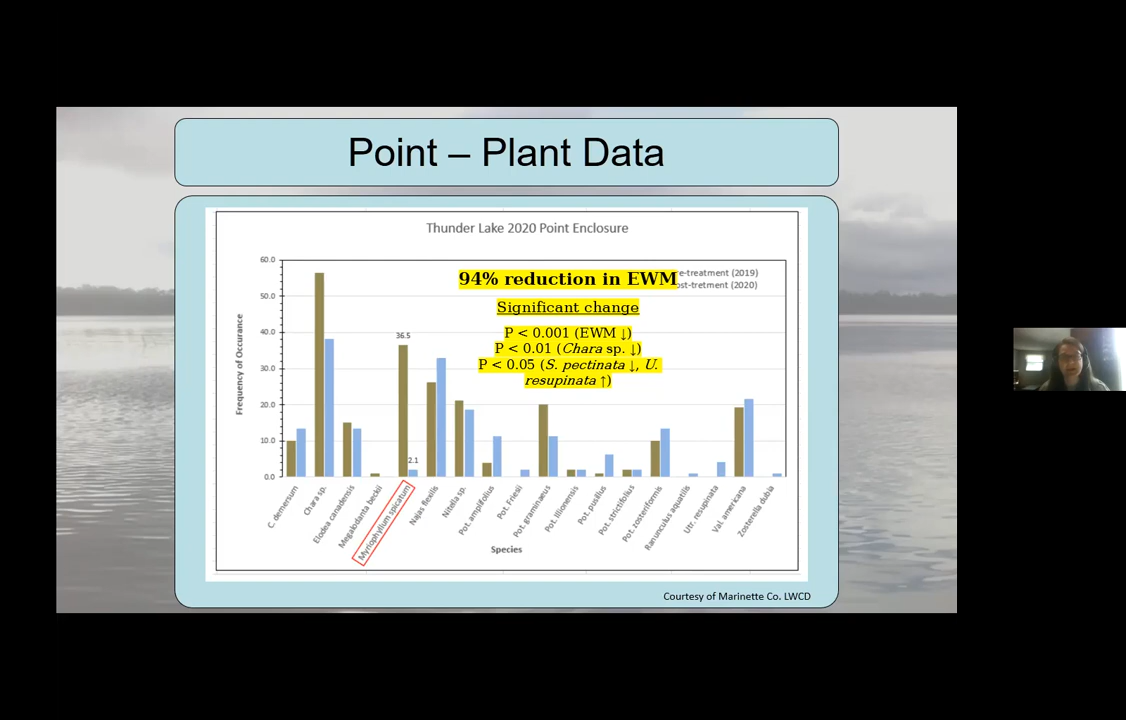 Point – Plant Data
Thunder Lake 2020 Point Enclosure
94% reduction in EWM
re-treatment (2019)
ost-tretment (2020)
Significant change
P < 0.001 (EWM ↓)
P < 0.01 (Chara sp. ↓)
P < 0.05 (S. pectinata ↓, U.
resupinata ↑)
Frequency of Occurance
60.0
50.0
40.0
30.0
20.0
10.0
0.0
36.5
2.1
C. demersum
Chara sp.
Elodea canadensis
Megalodanta beckii
Myriophyllum spicatum
Najas flexilis
Nitella sp.
Pot. amplifolius
Pot. Friesii
Pot. gramineaus
Pot. Illionensis
Pot. pusillus
Pot. strictifolius
Pot. zosteriformis
Ranunculus aquatilis
Utr. resupinata
Val. americana
Zosterella dubia
Species
Courtesy of Marinette Co. LWCD